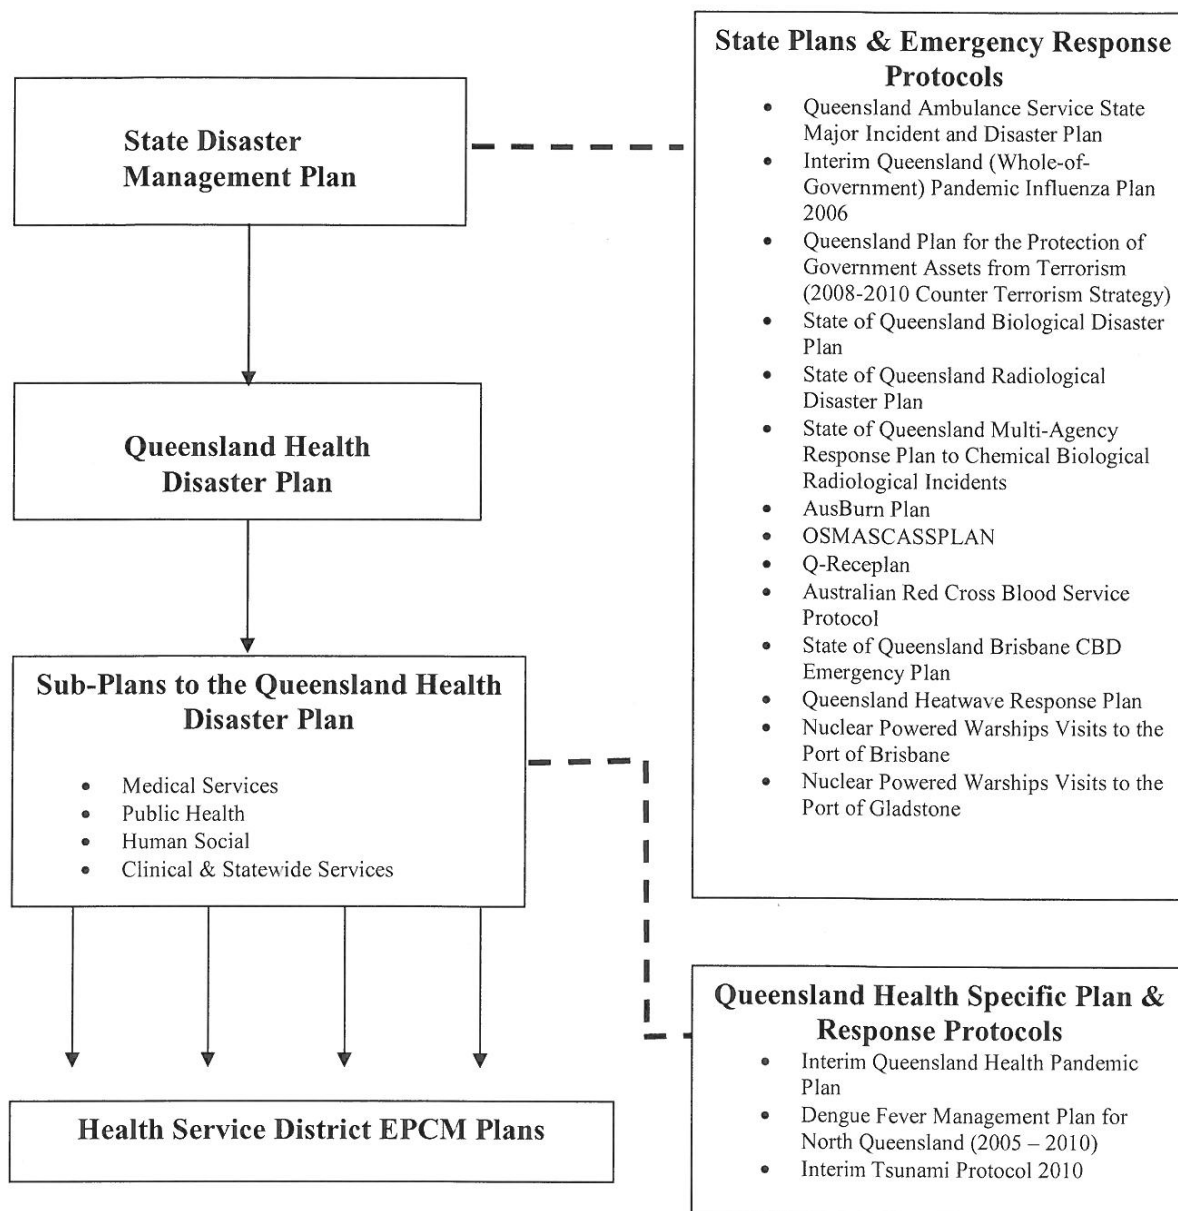 State Disaster
Management Plan
Queensland Health
Disaster Plan
Sub-Plans to the Queensland Health
Disaster Plan
• Medical Services
• Public Health
• Human Social
• Clinical & Statewide Services
Health Service District EPCM Plans
State Plans & Emergency Response
Protocols
• Queensland Ambulance Service State
Major Incident and Disaster Plan
• Interim Queensland (Whole-of-
Government) Pandemic Influenza Plan
2006
• Queensland Plan for the Protection of
Government Assets from Terrorism
(2008-2010 Counter Terrorism Strategy)
• State of Queensland Biological Disaster
Plan
• State of Queensland Radiological
Disaster Plan
• State of Queensland Multi-Agency
Response Plan to Chemical Biological
Radiological Incidents
• AusBurn Plan
• OSMASCASSPLAN
• Q-Receplan
• Australian Red Cross Blood Service
Protocol
• State of Queensland Brisbane CBD
Emergency Plan
• Queensland Heatwave Response Plan
• Nuclear Powered Warships Visits to the
Port of Brisbane
• Nuclear Powered Warships Visits to the
Port of Gladstone
Queensland Health Specific Plan &
Response Protocols
• Interim Queensland Health Pandemic
Plan
• Dengue Fever Management Plan for
North Queensland (2005 – 2010)
• Interim Tsunami Protocol 2010